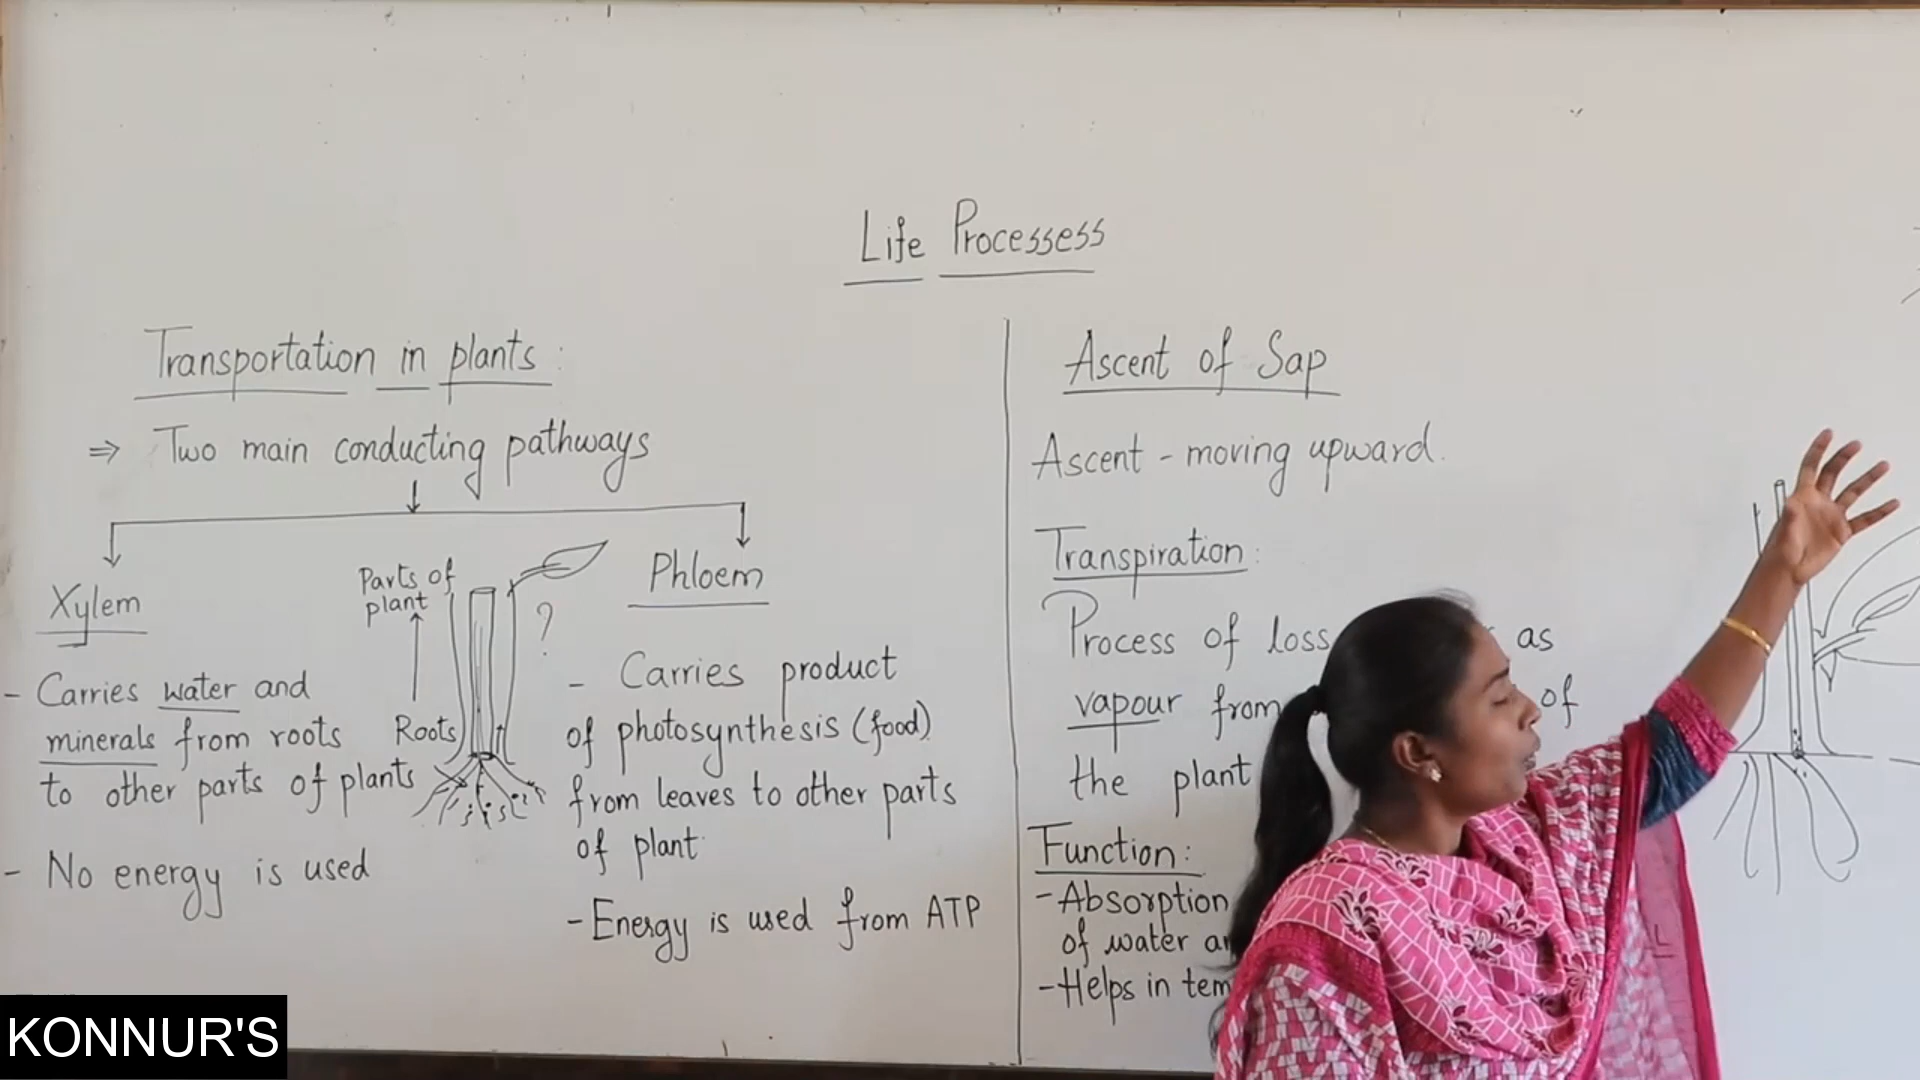 Life Processess
Transportation in plants:
⇒ Two main conducting pathways
Xylem
- Carries water and
minerals from roots
to other parts of plants
- No energy is used
Parts of
plant
Roots
?
Phloem
- Carries product
of photosynthesis (food)
from leaves to other parts
of plant
- Energy is used from ATP
Ascent of Sap
Ascent - moving upward.
Transpiration:
Process of loss as
vapour from of
the plant
Function:
- Absorption
of water
- Helps in
KONNUR'S